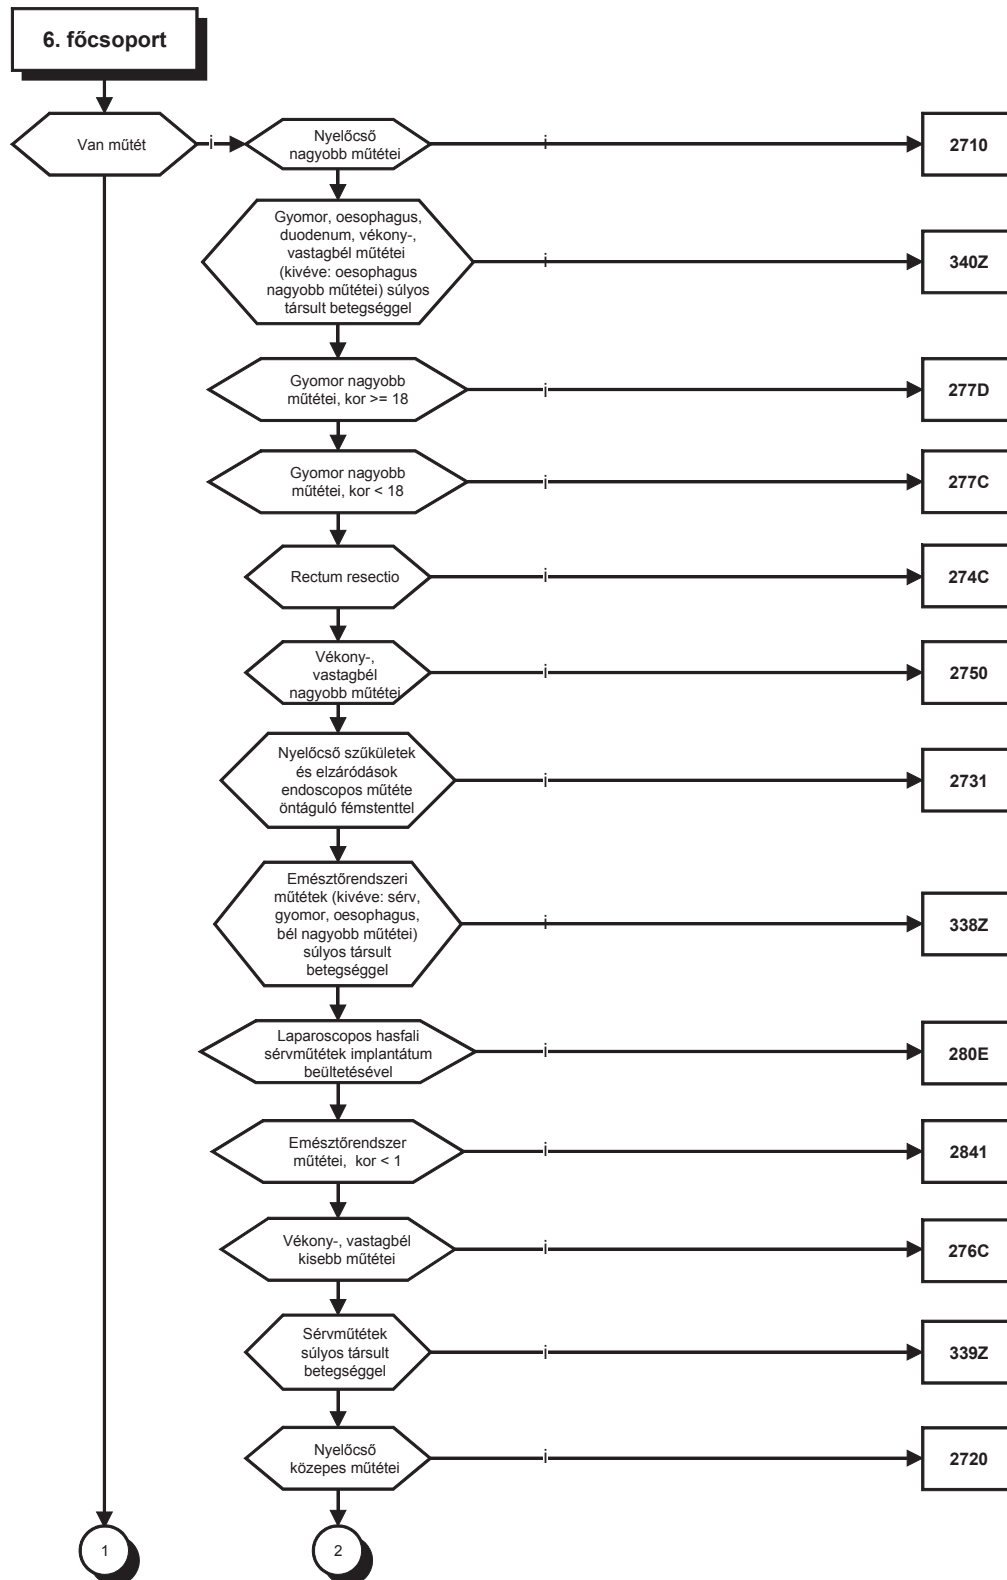 6. főcsoport
Van műtét
i
Nyelőcső
nagyobb műtétei
i
2710
Gyomor, oesophagus,
duodenum, vékony-,
vastagbél műtétei
(kivéve: oesophagus
nagyobb műtétei) súlyos
társult betegséggel
i
340Z
Gyomor nagyobb
műtétei, kor >= 18
i
277D
Gyomor nagyobb
műtétei, kor < 18
i
277C
Rectum resectio
i
274C
Vékony-,
vastagbél
nagyobb műtétei
i
2750
Nyelőcső szűkületek
és elzáródások
endoscopos műtéte
öntáguló fémstenttel
i
2731
Emésztőrendszeri
műtétek (kivéve: sérv,
gyomor, oesophagus,
bél nagyobb műtétei)
súlyos társult
betegséggel
i
338Z
Laparoscopos hasfali
sérvműtétek implantátum
beültetésével
i
280E
Emésztőrendszer
műtétei, kor < 1
i
2841
Vékony-, vastagbél
kisebb műtétei
i
276C
Sérvműtétek
súlyos társult
betegséggel
i
339Z
Nyelőcső
közepes műtétei
i
2720
1
2